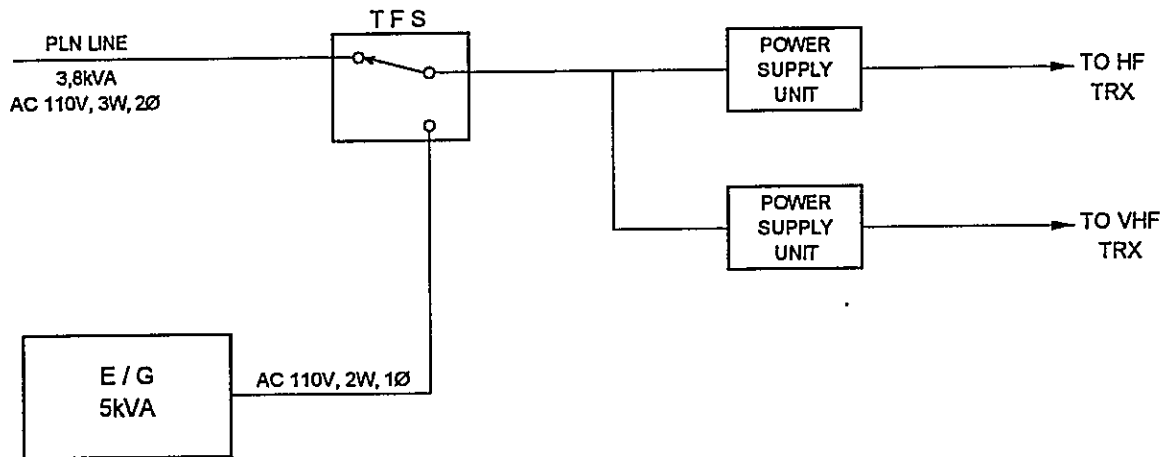 T F S
PLN LINE
3,8kVA
AC 110V, 3W, 2Ø
POWER
SUPPLY
UNIT
TO HF
TRX
POWER
SUPPLY
UNIT
TO VHF
TRX
E / G
5kVA
AC 110V, 2W, 1Ø